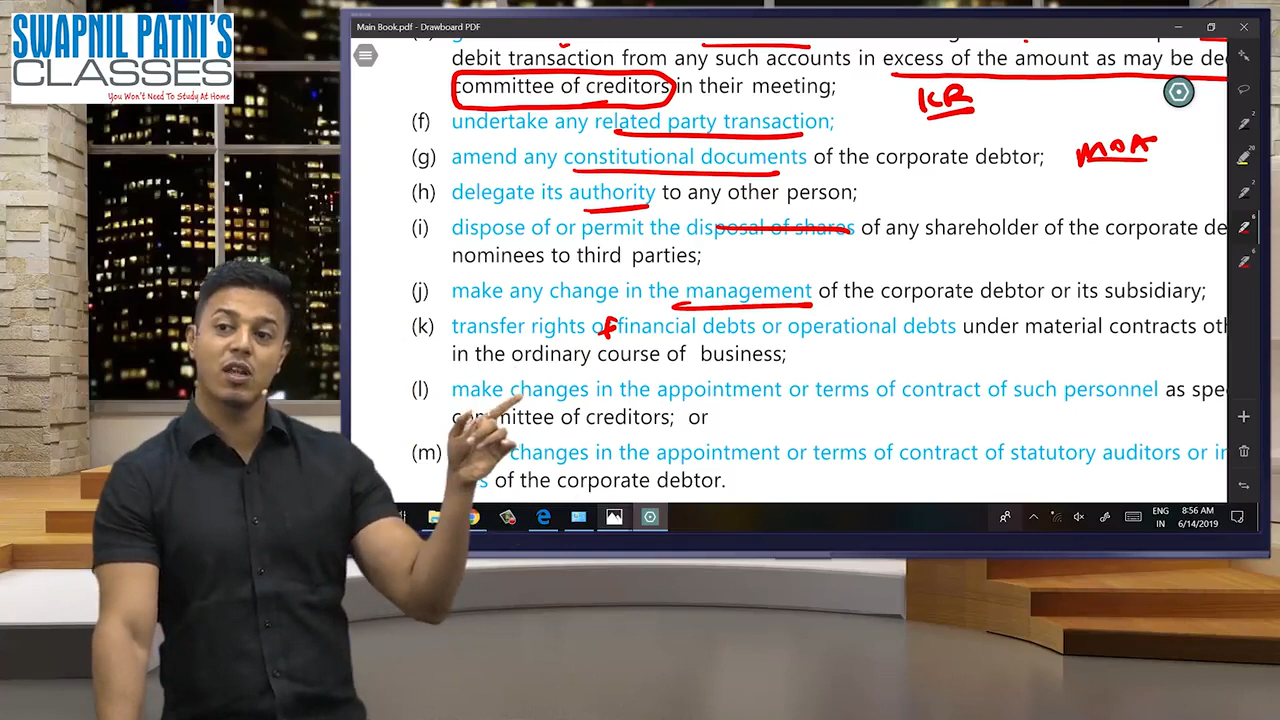 SWAPNIL PATNI'S
CLASSES
You Won't Need To Study At Home
Main Book.pdf - Drawboard PDF
debit transaction from any such accounts in excess of the amount as may be de
committee of creditors in their meeting;
KR
(f) undertake any related party transaction;
(g) amend any constitutional documents of the corporate debtor;
MOA
(h) delegate its authority to any other person;
(i) dispose of or permit the disposal of shares of any shareholder of the corporate de
nominees to third parties;
(j) make any change in the management of the corporate debtor or its subsidiary;
(k) transfer rights of financial debts or operational debts under material contracts oth
in the ordinary course of business;
(l) make changes in the appointment or terms of contract of such personnel as spe
committee of creditors; or
(m) changes in the appointment or terms of contract of statutory auditors or in
of the corporate debtor.
ENG
IN
8:56 AM
6/14/2019